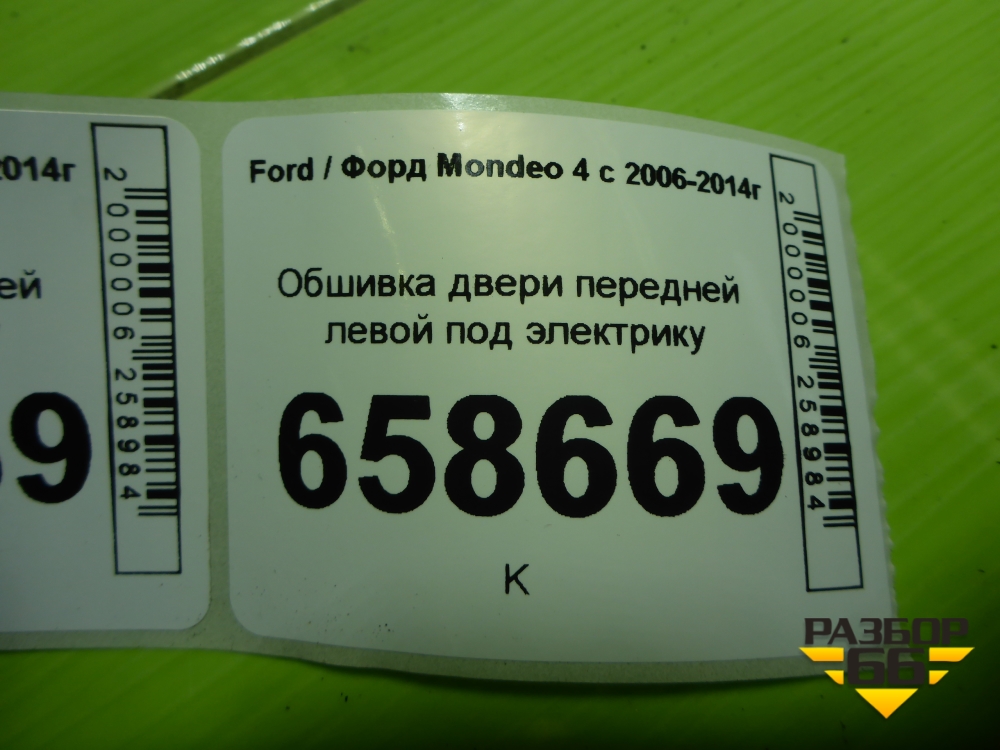 2014г
ей
9
2000006258984
Ford / Форд Mondeo 4 с 2006-2014г
Обшивка двери передней
левой под электрику
658669
К
2000006258984
РАЗБОР
66